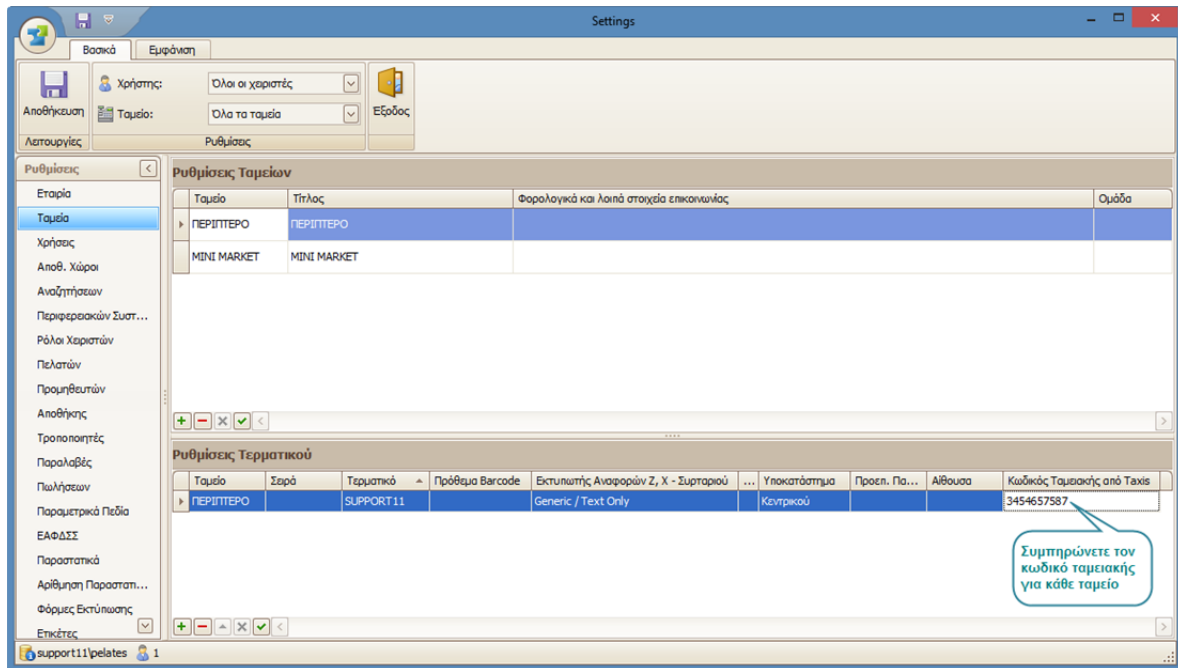 Settings
Βασικά Εμφάνιση
Χρήστης: Όλοι οι χειριστές
Αποθήκευση Ταμείο: Όλα τα ταμεία Έξοδος
Λειτουργίες Ρυθμίσεις
Ρυθμίσεις
Εταιρία
Ταμεία
Χρήσεις
Αποθ. Χώροι
Αναζητήσεων
Περιφερειακών Συστ...
Ρόλοι Χειριστών
Πελατών
Προμηθευτών
Αποθήκης
Τροποποιητές
Παραλαβές
Πωλήσεων
Παραμετρικά Πεδία
ΕΑΦΔΣΣ
Παραστατικά
Αρίθμηση Παραστατ...
Φόρμες Εκτύπωσης
Ετικέτες
Ρυθμίσεις Ταμείων
Ταμείο Τίτλος Φορολογικά και λοιπά στοιχεία επικοινωνίας Ομάδα
ΠΕΡΙΠΤΕΡΟ ΠΕΡΙΠΤΕΡΟ
MINI MARKET MINI MARKET
Ρυθμίσεις Τερματικού
Ταμείο Σειρά Τερματικό Πρόθεμα Barcode Εκτυπωτής Αναφορών Ζ, Χ - Συρταριού ... Υποκατάστημα Προεπ. Πα... Αίθουσα Κωδικός Ταμειακής από Taxis
ΠΕΡΙΠΤΕΡΟ SUPPORT11 Generic / Text Only Κεντρικού 3454657587
Συμπηρώνετε τον
κωδικό ταμειακής
για κάθε ταμείο
support11\pelates 1